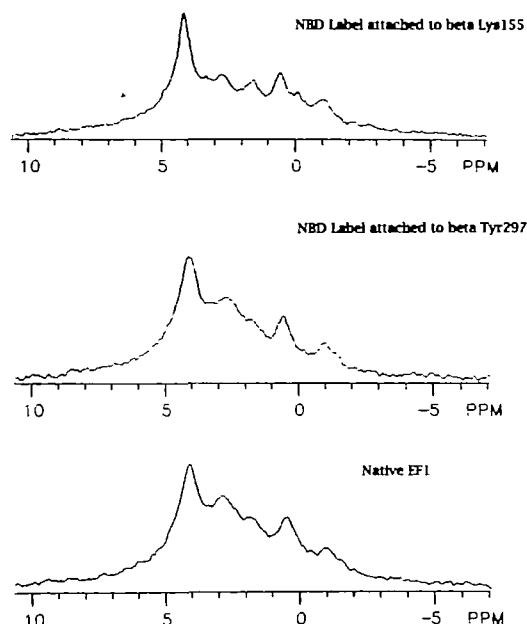 NBD Label attached to beta Lys155
10 5 0 -5 PPM
NBD Label attached to beta Tyr297
10 5 0 -5 PPM
Native EF1
10 5 0 -5 PPM